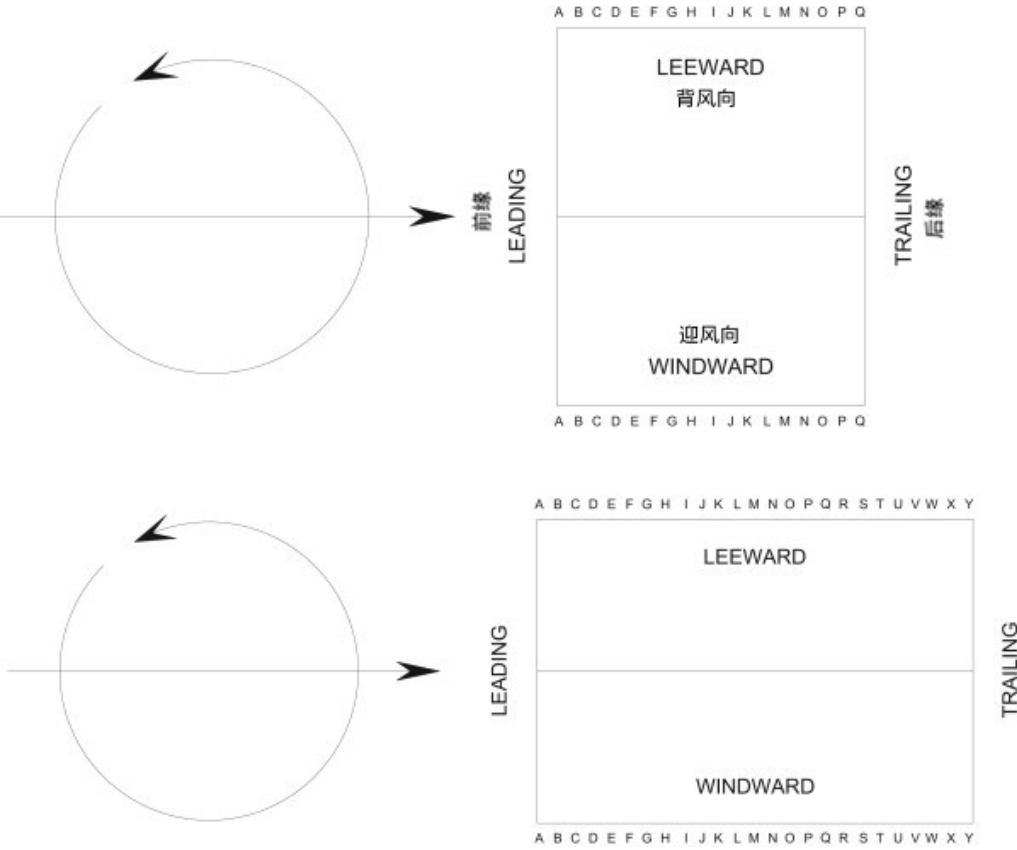 A B C D E F G H I J K L M N O P Q
LEEWARD
背风向
前缘
LEADING
TRAILING
后缘
迎风向
WINDWARD
A B C D E F G H I J K L M N O P Q
A B C D E F G H I J K L M N O P Q R S T U V W X Y
LEEWARD
LEADING
TRAILING
WINDWARD
A B C D E F G H I J K L M N O P Q R S T U V W X Y